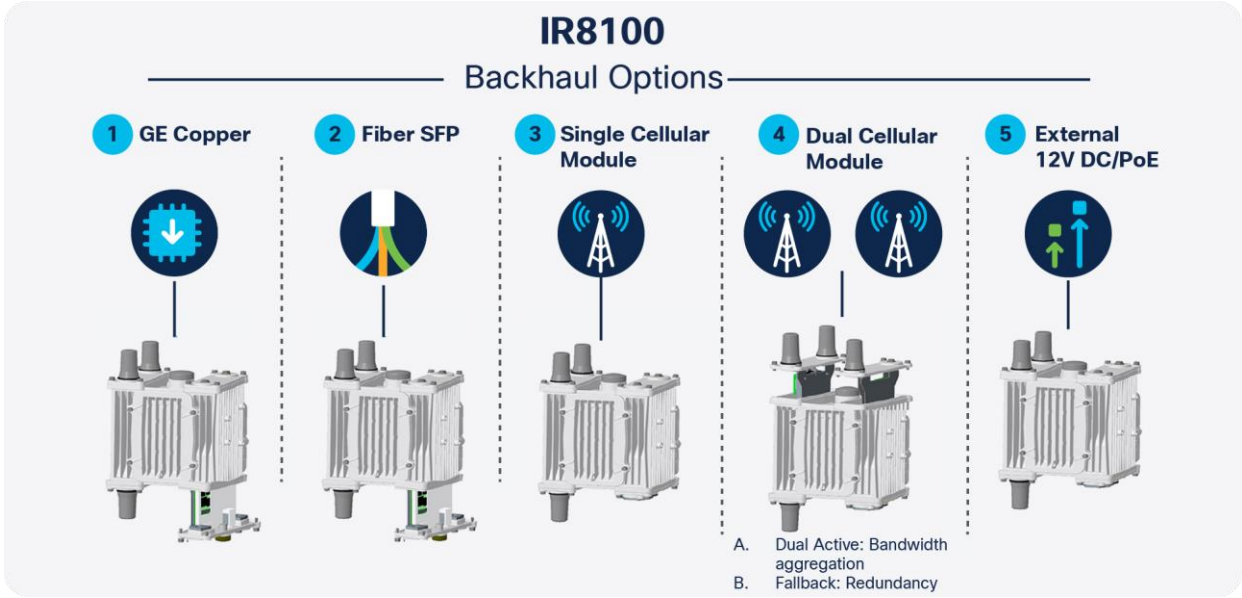 IR8100
Backhaul Options
1 GE Copper
2 Fiber SFP
3 Single Cellular
Module
4 Dual Cellular
Module
5 External
12V DC/PoE
A. Dual Active: Bandwidth
aggregation
B. Fallback: Redundancy